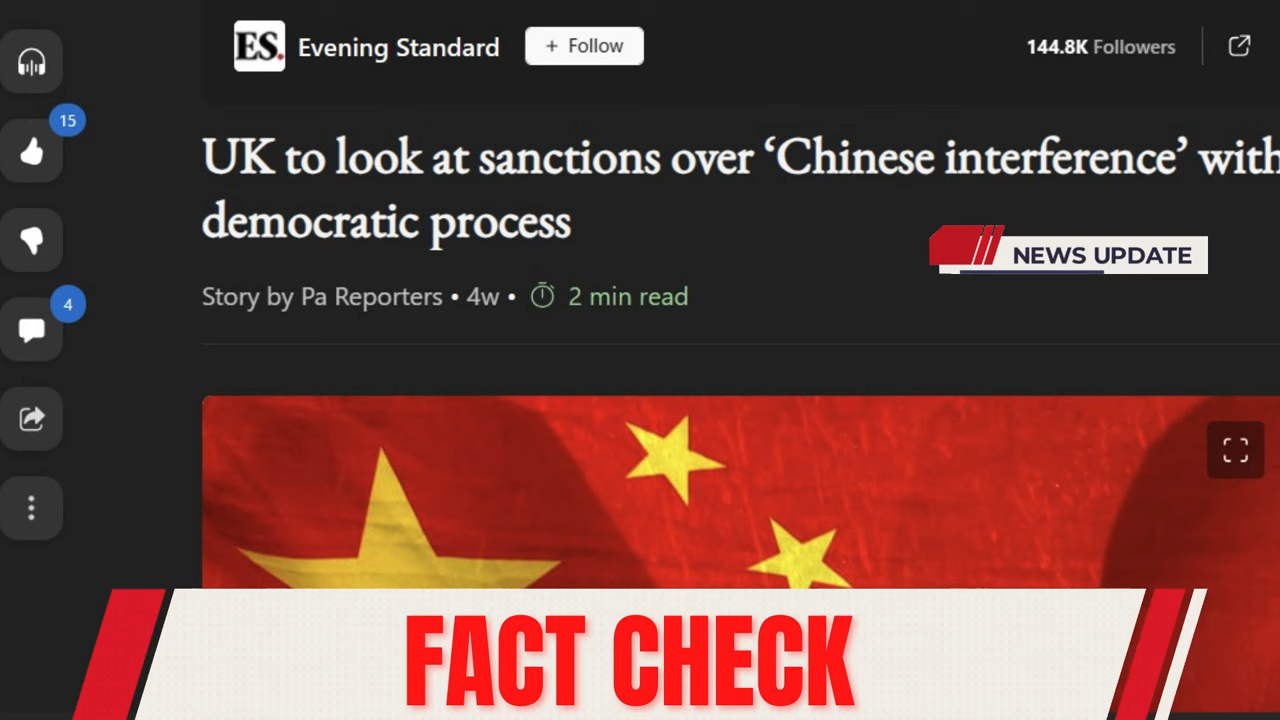 ES.
Evening Standard
+ Follow
144.8K Followers
15
UK to look at sanctions over ‘Chinese interference’ with
democratic process
NEWS UPDATE
Story by Pa Reporters • 4w • 2 min read
4
FACT CHECK